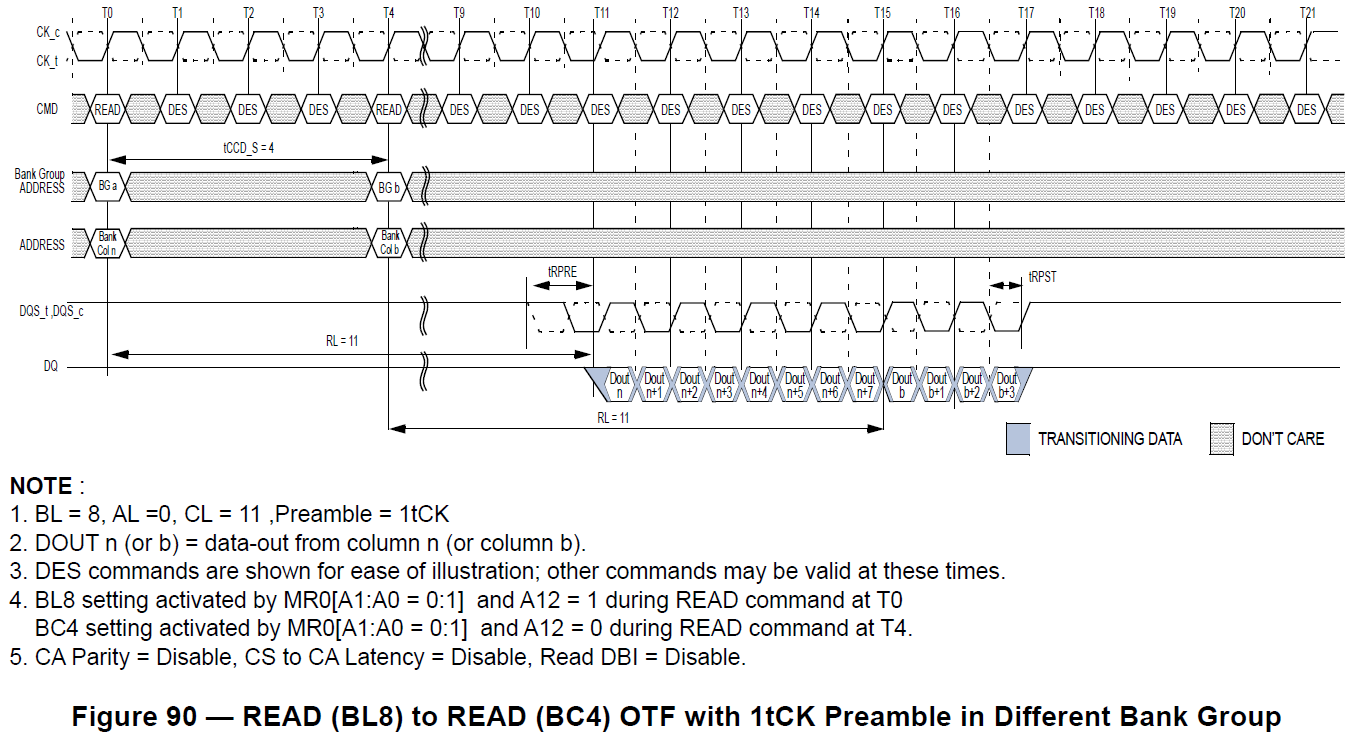 T0 T1 T2 T3 T4 T9 T10 T11 T12 T13 T14 T15 T16 T17 T18 T19 T20 T21
CK_c
CK_t
CMD READ DES DES DES READ DES DES DES DES DES DES DES DES DES DES DES DES DES
tCCD_S = 4
Bank Group
ADDRESS BG a BG b
ADDRESS Bank Col n Bank Col b
tRPRE tRPST
DQS_t ,DQS_c
RL = 11
DQ Dout n Dout n+1 Dout n+2 Dout n+3 Dout n+4 Dout n+5 Dout n+6 Dout n+7 Dout b Dout b+1 Dout b+2 Dout b+3
RL = 11
TRANSITIONING DATA DON'T CARE
NOTE :
1. BL = 8, AL =0, CL = 11 ,Preamble = 1tCK
2. DOUT n (or b) = data-out from column n (or column b).
3. DES commands are shown for ease of illustration; other commands may be valid at these times.
4. BL8 setting activated by MR0[A1:A0 = 0:1] and A12 = 1 during READ command at T0
BC4 setting activated by MR0[A1:A0 = 0:1] and A12 = 0 during READ command at T4.
5. CA Parity = Disable, CS to CA Latency = Disable, Read DBI = Disable.
Figure 90 — READ (BL8) to READ (BC4) OTF with 1tCK Preamble in Different Bank Group